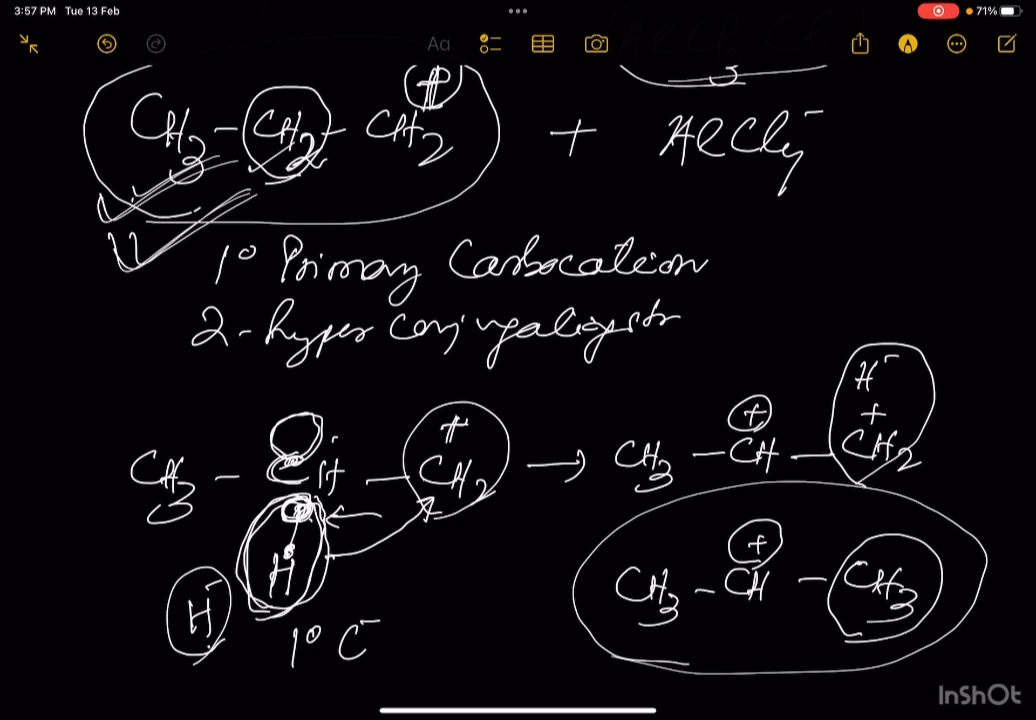 3:57 PM Tue 13 Feb
71%
Aa
CH3 - CH2 - CH2 + + AlCl4-
1° Primary Carbocation
2 - hyper
CH3 - CH - CH2 + → CH3 - CH + - CH2 + H-
H
H-
CH3 - CH + - CH3
1° C-
InShOt